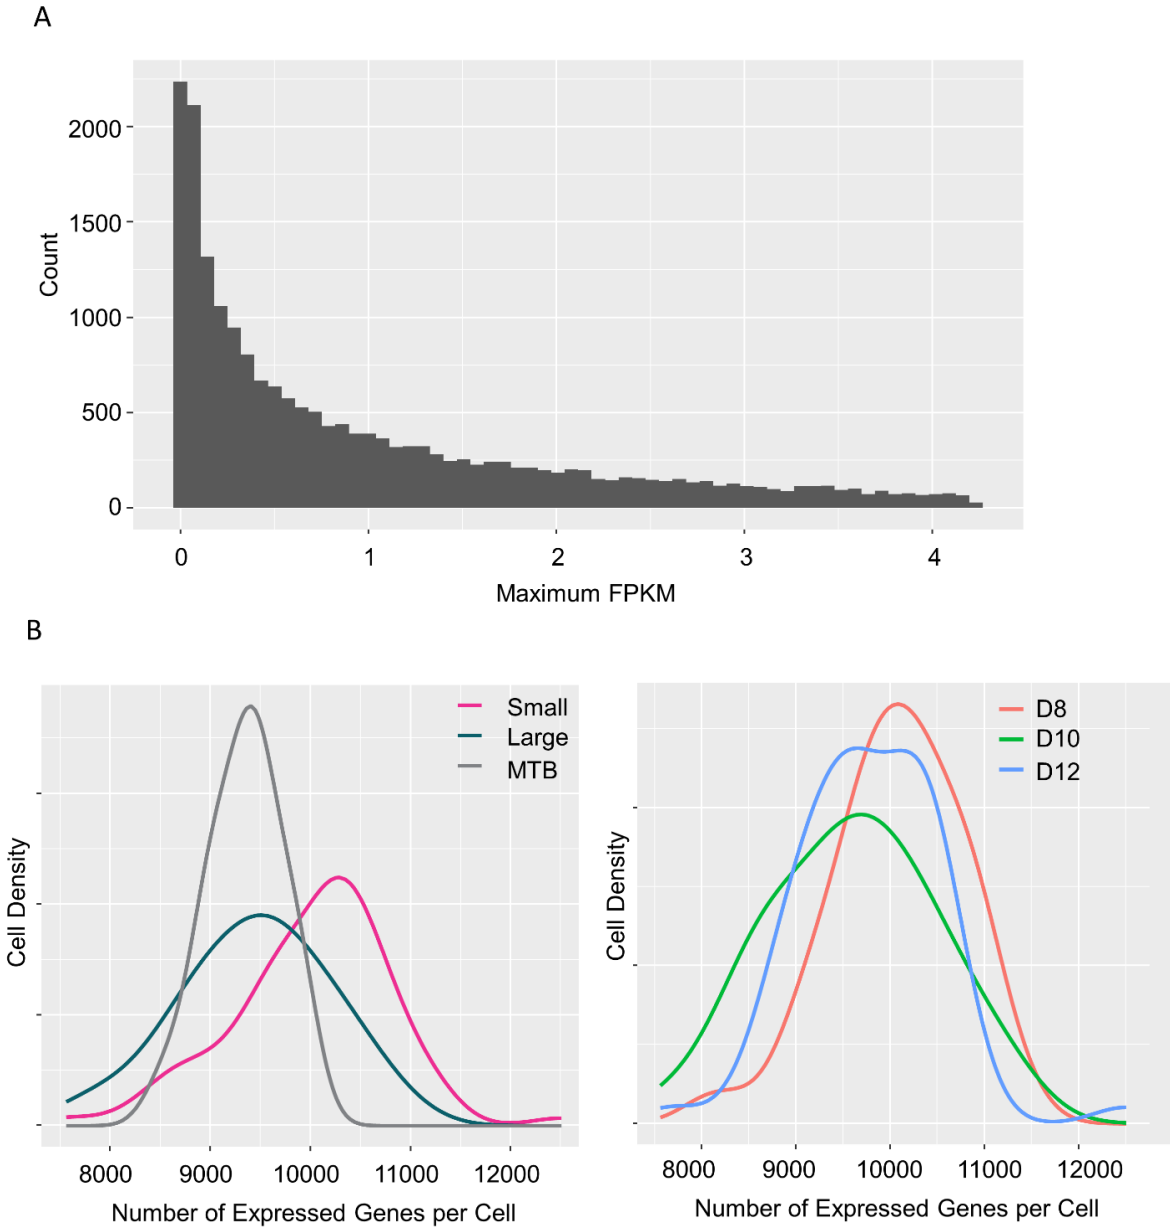 A
2000
1500
1000
500
0
Count
0 1 2 3 4
Maximum FPKM
B
Small
Large
MTB
Cell Density
8000 9000 10000 11000 12000
Number of Expressed Genes per Cell
D8
D10
D12
Cell Density
8000 9000 10000 11000 12000
Number of Expressed Genes per Cell